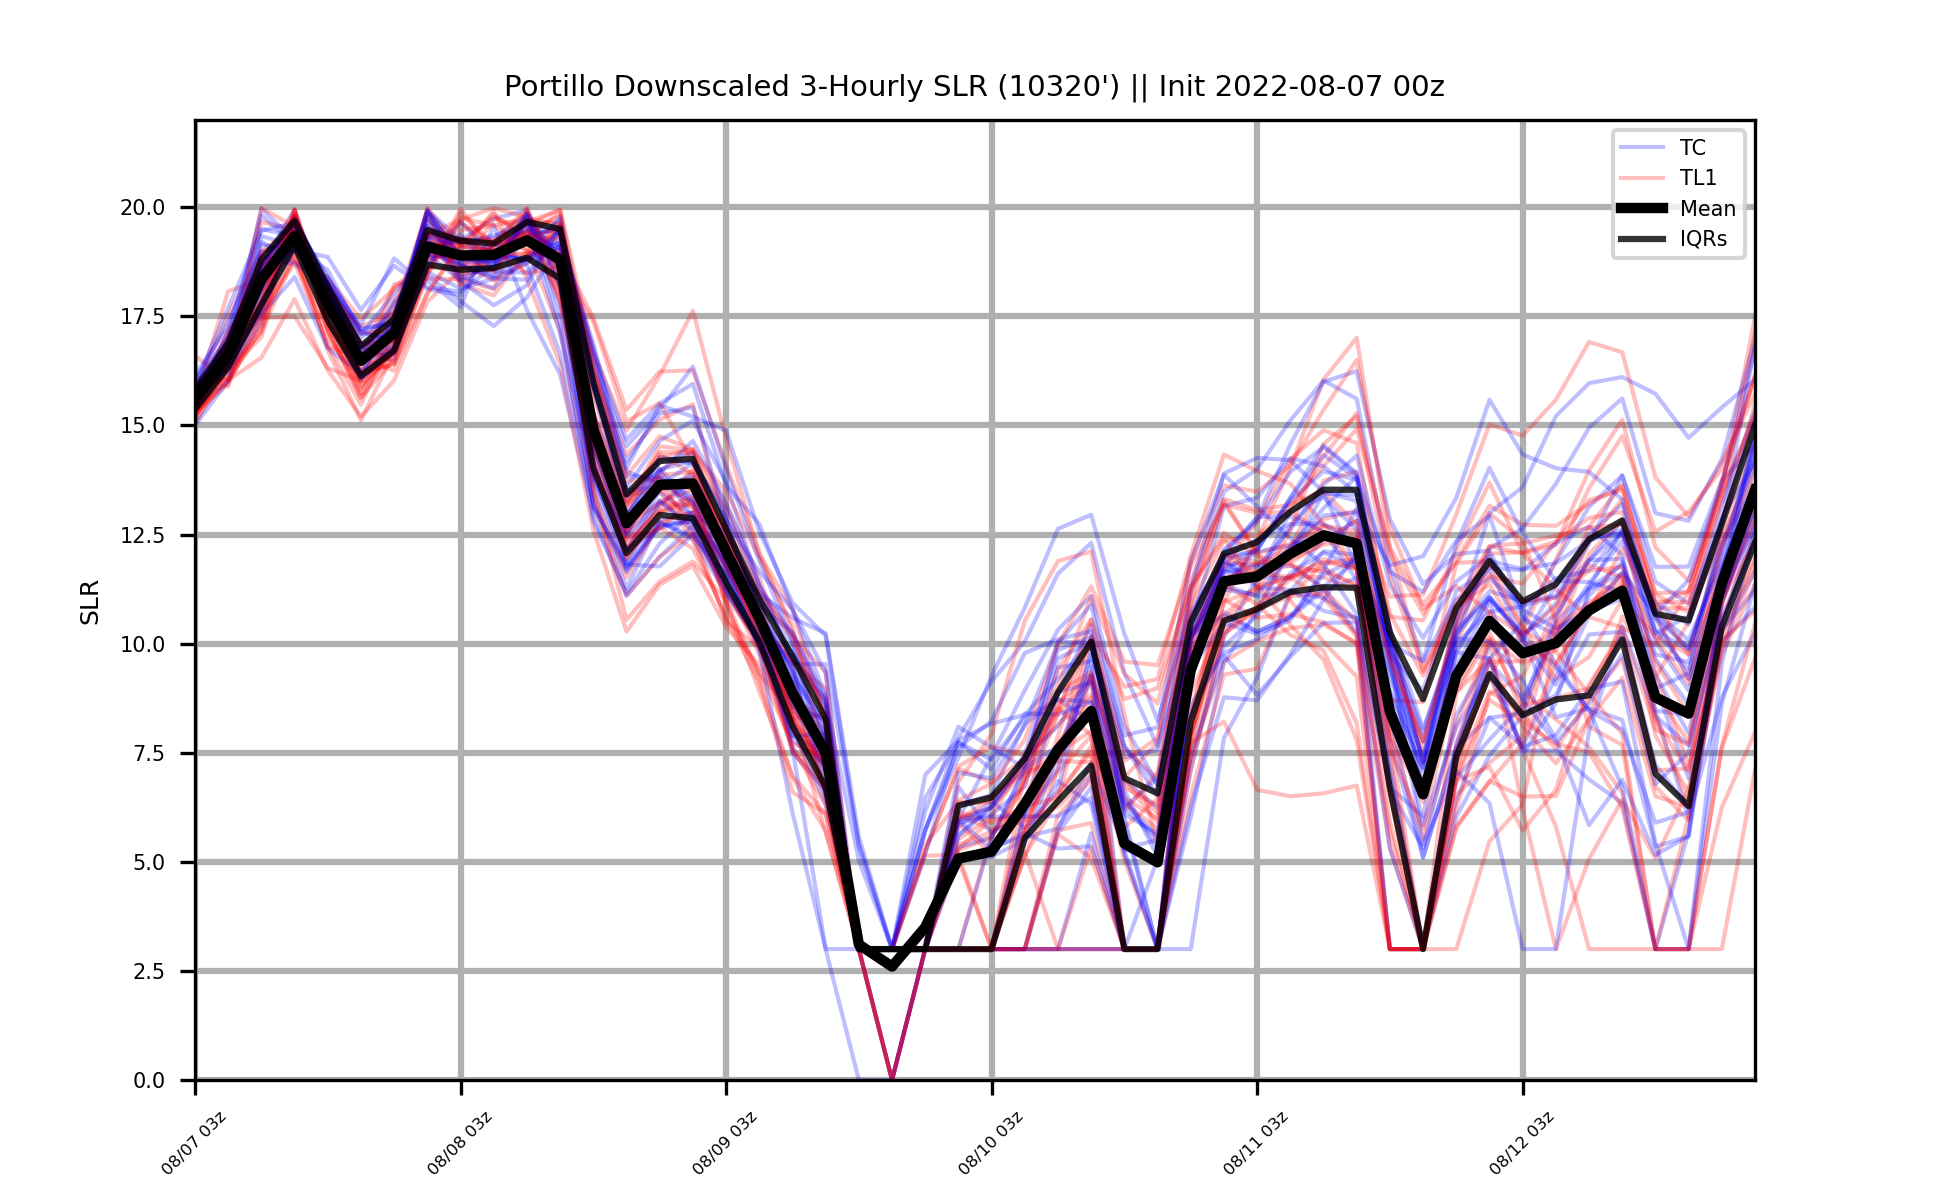 Portillo Downscaled 3-Hourly SLR (10320') || Init 2022-08-07 00z
TC
TL1
Mean
IQRs
SLR
20.0
17.5
15.0
12.5
10.0
7.5
5.0
2.5
0.0
08/07 03z
08/08 03z
08/09 03z
08/10 03z
08/11 03z
08/12 03z